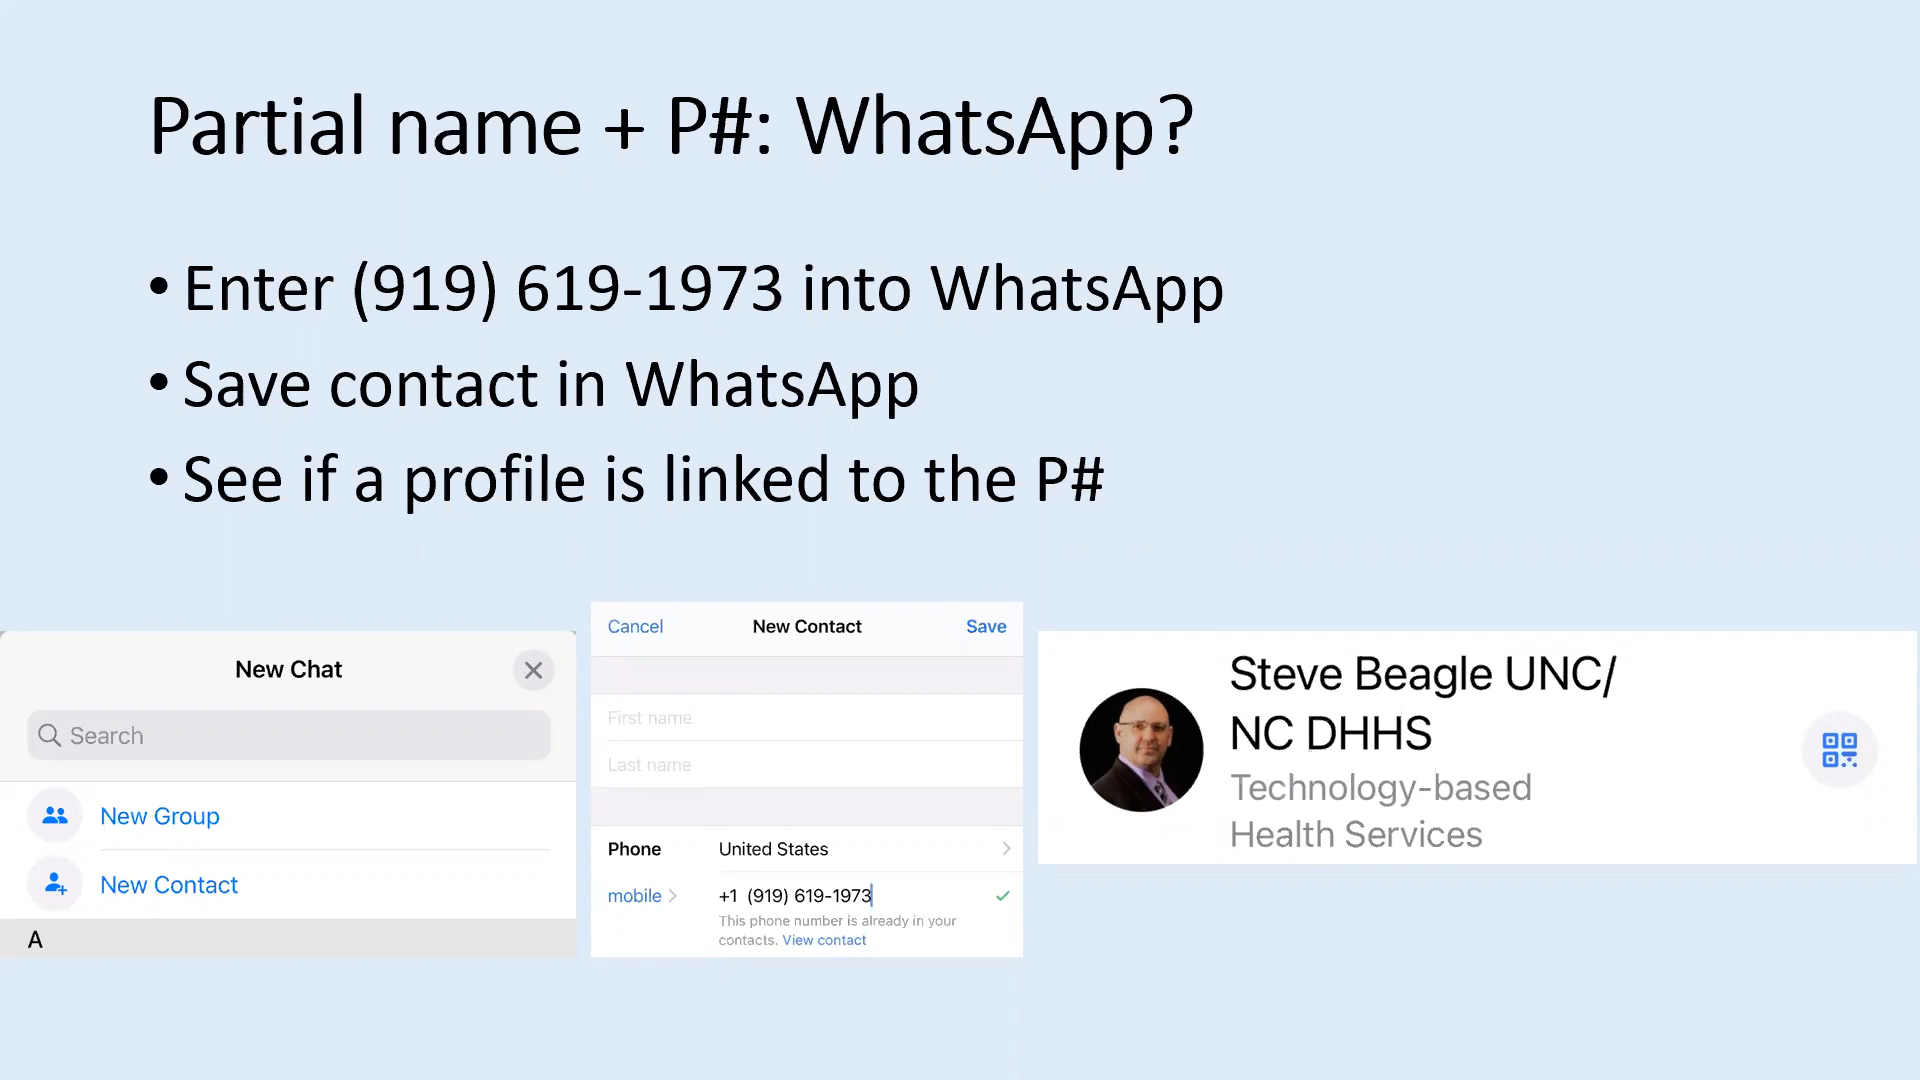 Partial name + P#: WhatsApp?
• Enter (919) 619-1973 into WhatsApp
• Save contact in WhatsApp
• See if a profile is linked to the P#
New Chat
Search
New Group
New Contact
A
Cancel New Contact Save
First name
Last name
Phone United States
mobile +1 (919) 619-1973
This phone number is already in your
contacts. View contact
Steve Beagle UNC/
NC DHHS
Technology-based
Health Services